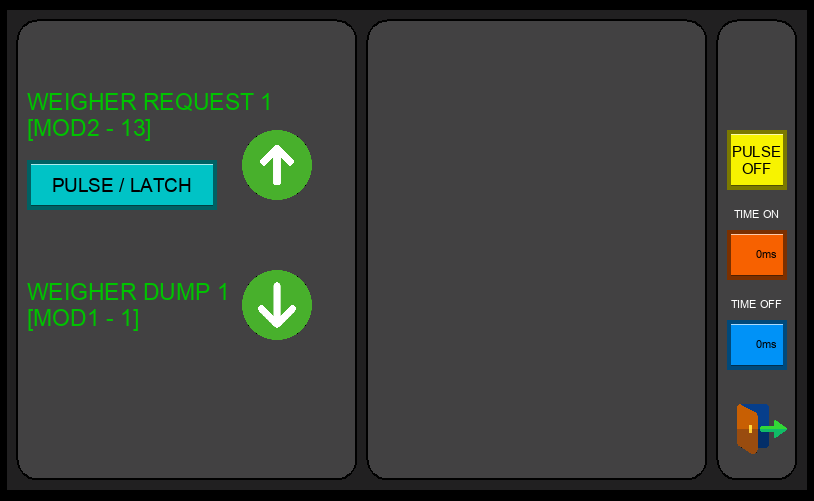 WEIGHER REQUEST 1
[MOD2 - 13]
PULSE / LATCH
WEIGHER DUMP 1
[MOD1 - 1]
PULSE
OFF
TIME ON
0ms
TIME OFF
0ms